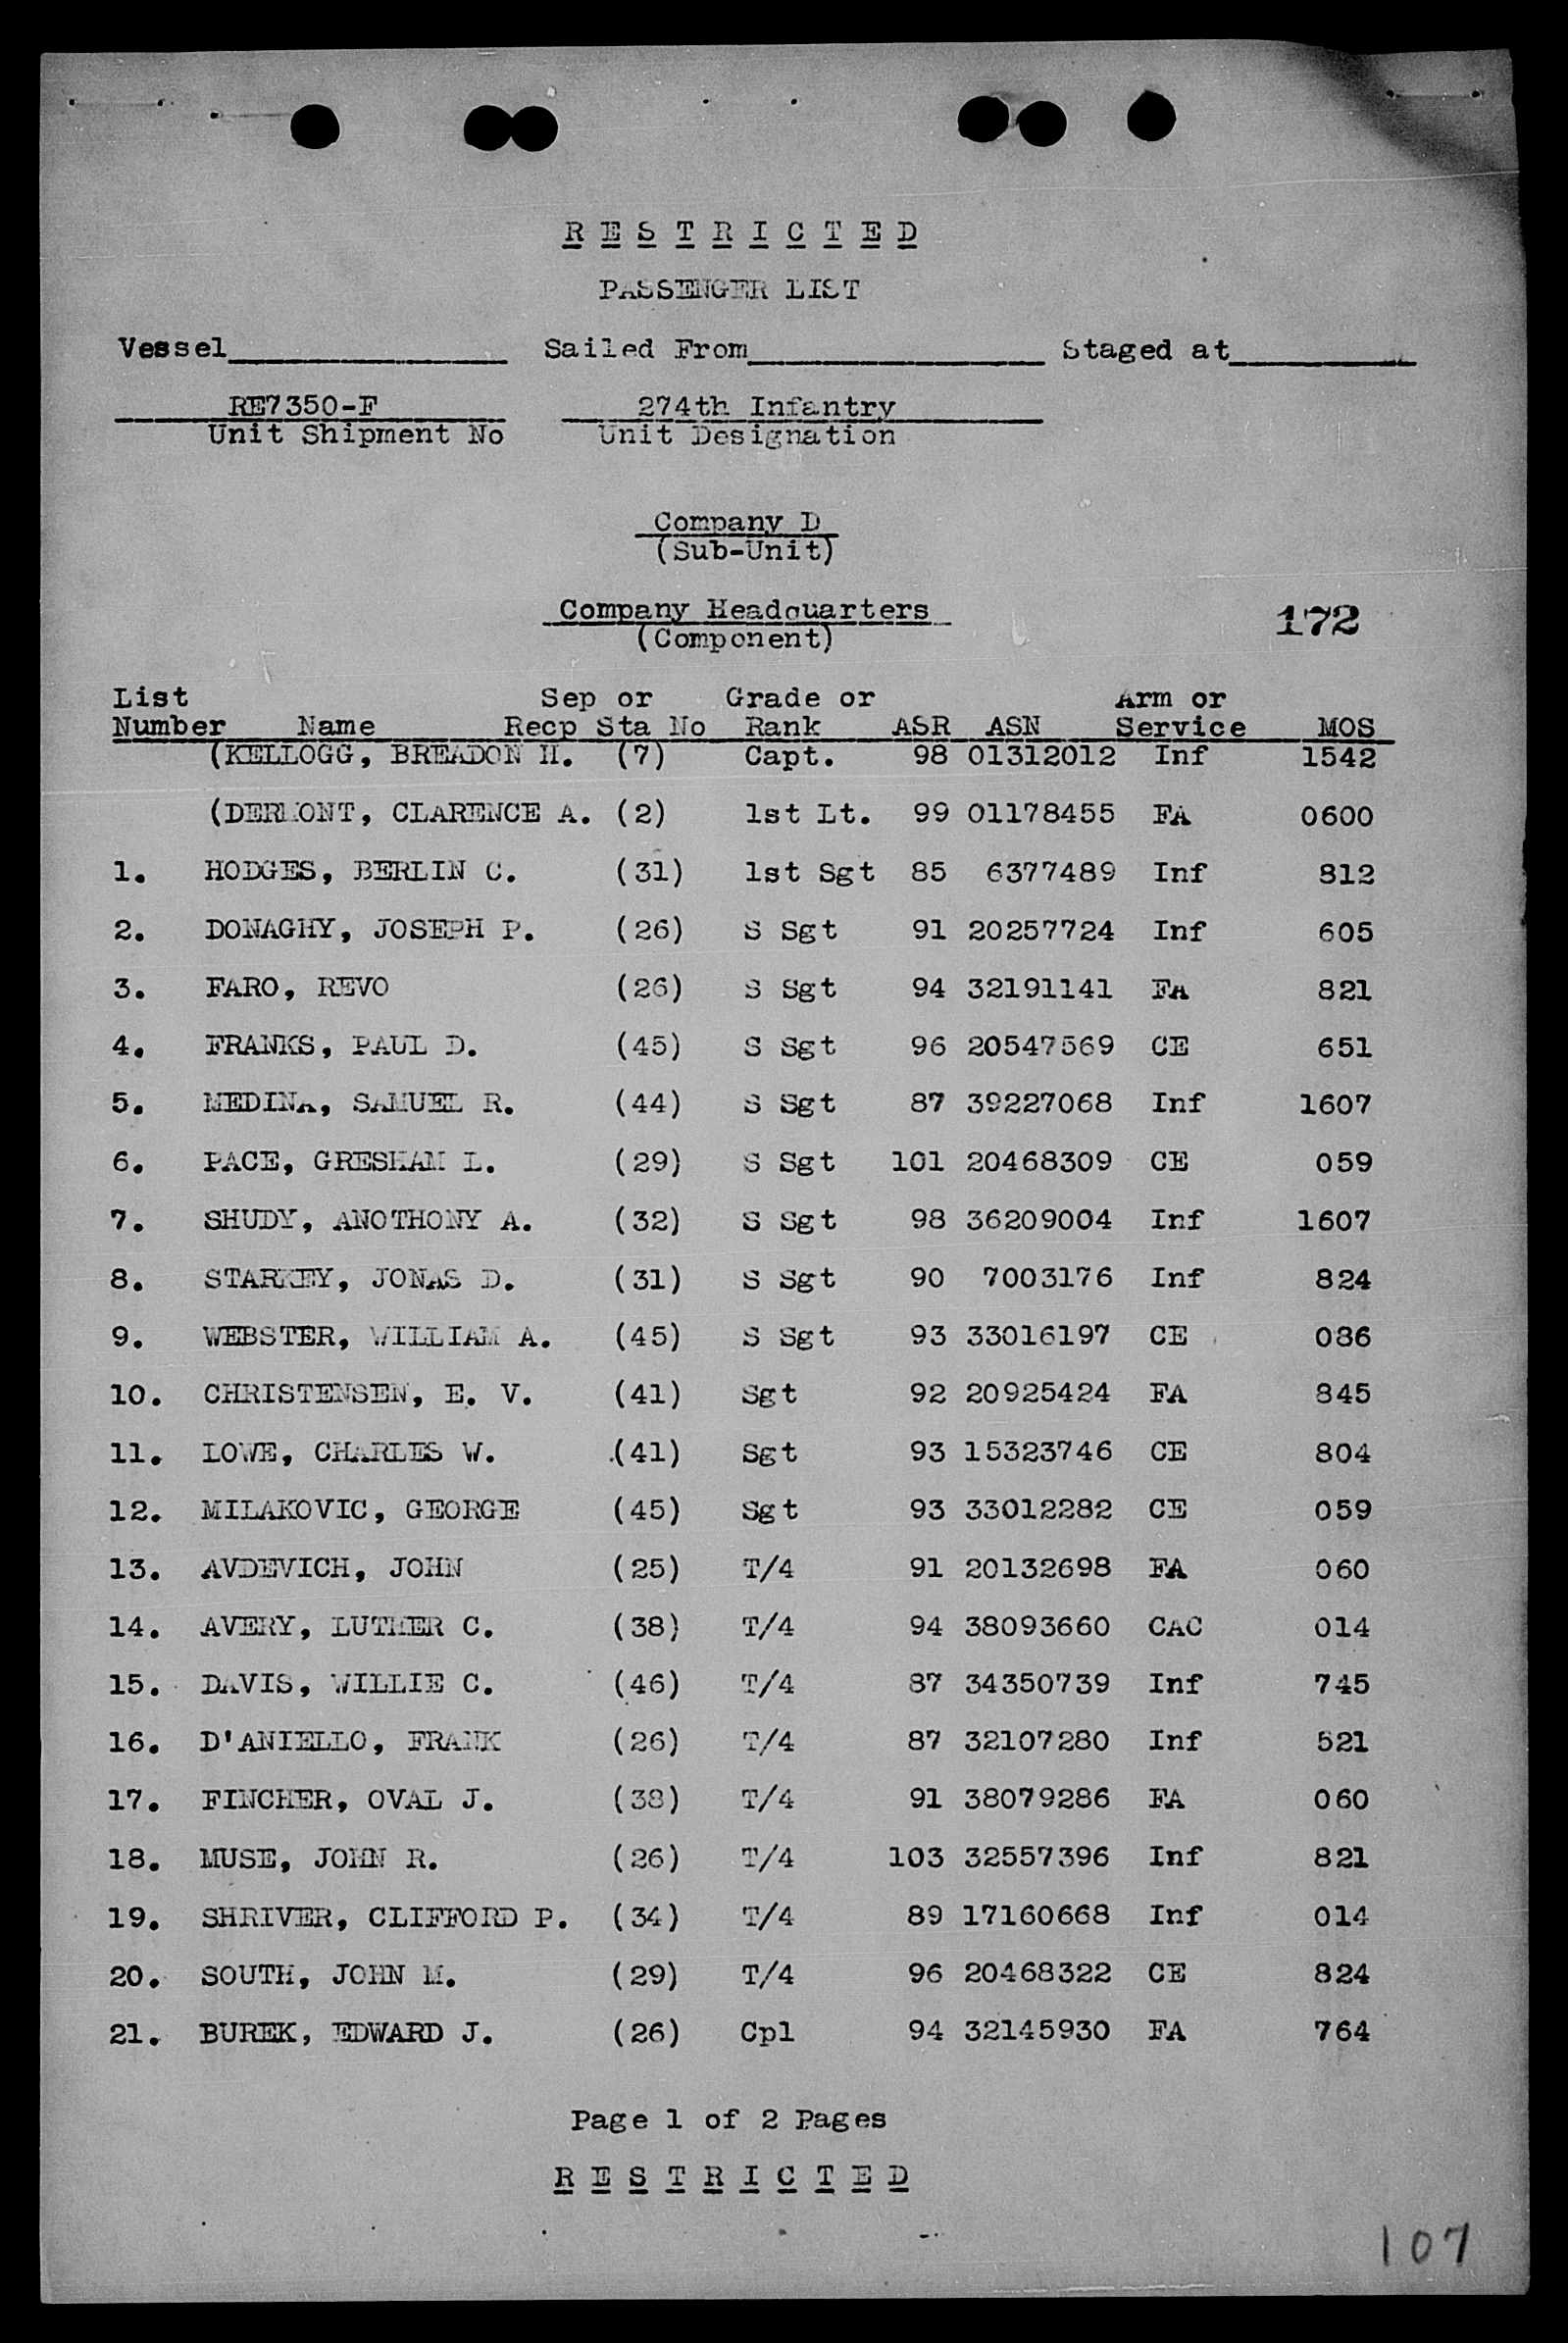 R E S T R I C T E D
PASSENGER LIST
Vessel Sailed From Staged at
RE7350-F 274th Infantry
Unit Shipment No Unit Designation
Company D
(Sub-Unit)
Company Headquarters
(Component)
172
List Sep or Grade or Arm or
Number Name Recp Sta No Rank ASR ASN Service MOS
(KELLOGG, BREADON H. (7) Capt. 98 01312012 Inf 1542
(DERMONT, CLARENCE A. (2) 1st Lt. 99 01178455 FA 0600
1. HODGES, BERLIN C. (31) 1st Sgt 85 6377489 Inf 812
2. DONAGHY, JOSEPH P. (26) S Sgt 91 20257724 Inf 605
3. FARO, REVO (26) S Sgt 94 32191141 FA 821
4. FRANKS, PAUL D. (45) S Sgt 96 20547569 CE 651
5. MEDINA, SAMUEL R. (44) S Sgt 87 39227068 Inf 1607
6. PACE, GRESHAM L. (29) S Sgt 101 20468309 CE 059
7. SHUDY, ANOTHONY A. (32) S Sgt 98 36209004 Inf 1607
8. STARKEY, JONAS D. (31) S Sgt 90 7003176 Inf 824
9. WEBSTER, WILLIAM A. (45) S Sgt 93 33016197 CE 086
10. CHRISTENSEN, E. V. (41) Sgt 92 20925424 FA 845
11. LOWE, CHARLES W. (41) Sgt 93 15323746 CE 804
12. MILAKOVIC, GEORGE (45) Sgt 93 33012282 CE 059
13. AVDEVICH, JOHN (25) T/4 91 20132698 FA 060
14. AVERY, LUTHER C. (38) T/4 94 38093660 CAC 014
15. DAVIS, WILLIE C. (46) T/4 87 34350739 Inf 745
16. D'ANIELLO, FRANK (26) T/4 87 32107280 Inf 521
17. FINCHER, OVAL J. (38) T/4 91 38079286 FA 060
18. MUSE, JOHN R. (26) T/4 103 32557396 Inf 821
19. SHRIVER, CLIFFORD P. (34) T/4 89 17160668 Inf 014
20. SOUTH, JOHN M. (29) T/4 96 20468322 CE 824
21. BUREK, EDWARD J. (26) Cpl 94 32145930 FA 764
Page 1 of 2 Pages
R E S T R I C T E D
107